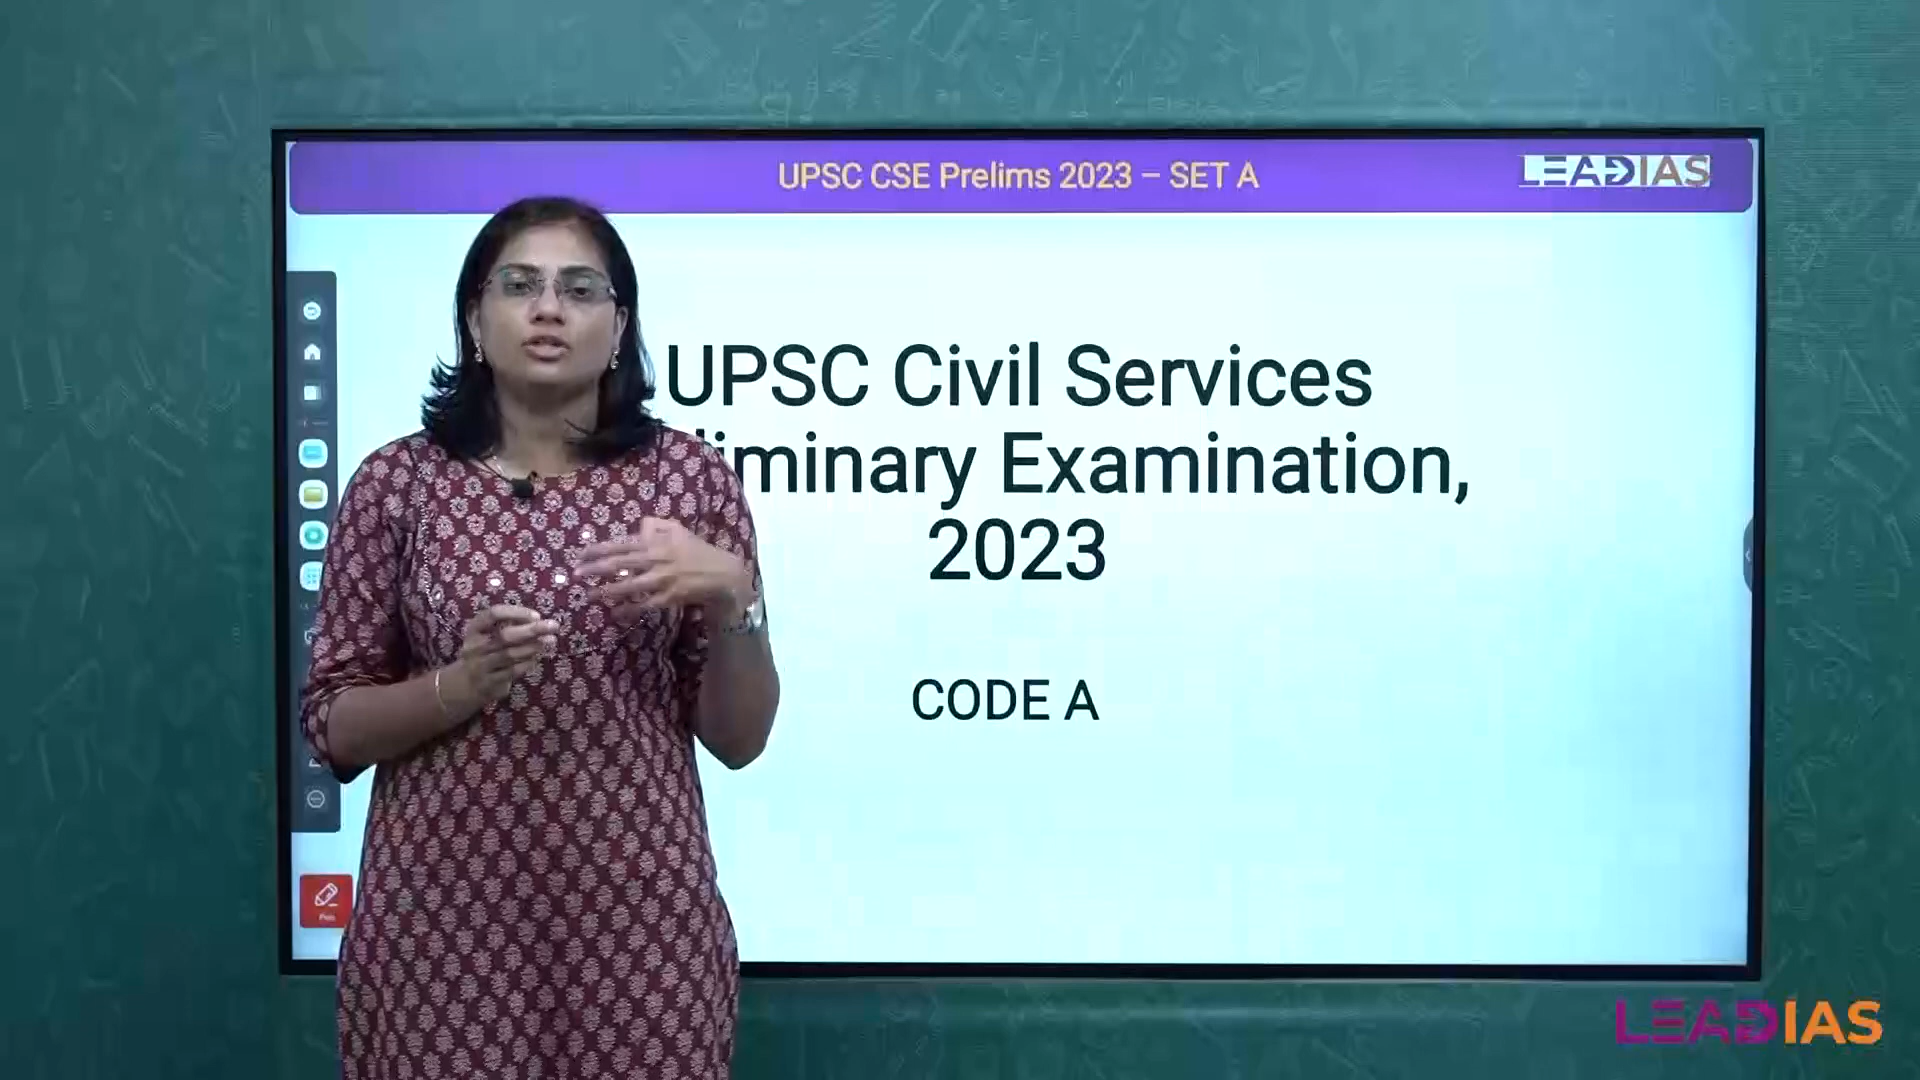 UPSC CSE Prelims 2023 – SET A
LEADIAS
UPSC Civil Services
liminary Examination,
2023
CODE A
LEADIAS